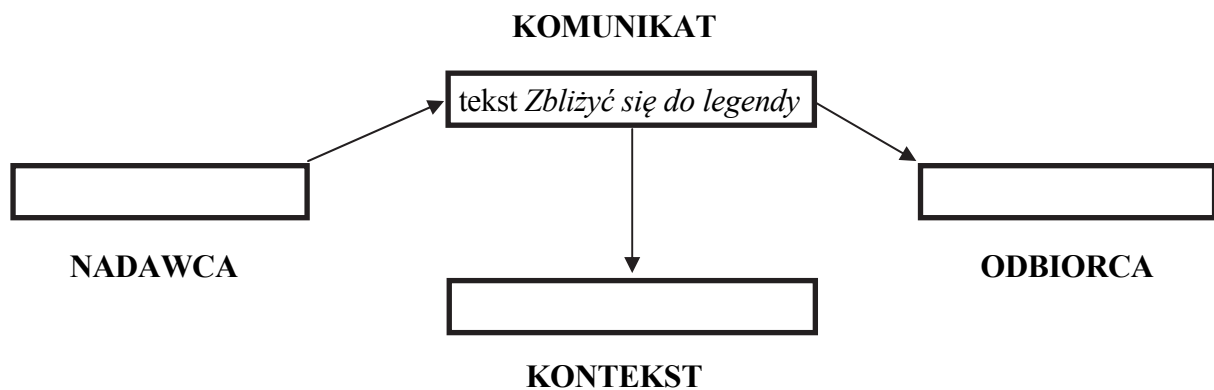 KOMUNIKAT
tekst Zbliżyć się do legendy
NADAWCA
ODBIORCA
KONTEKST